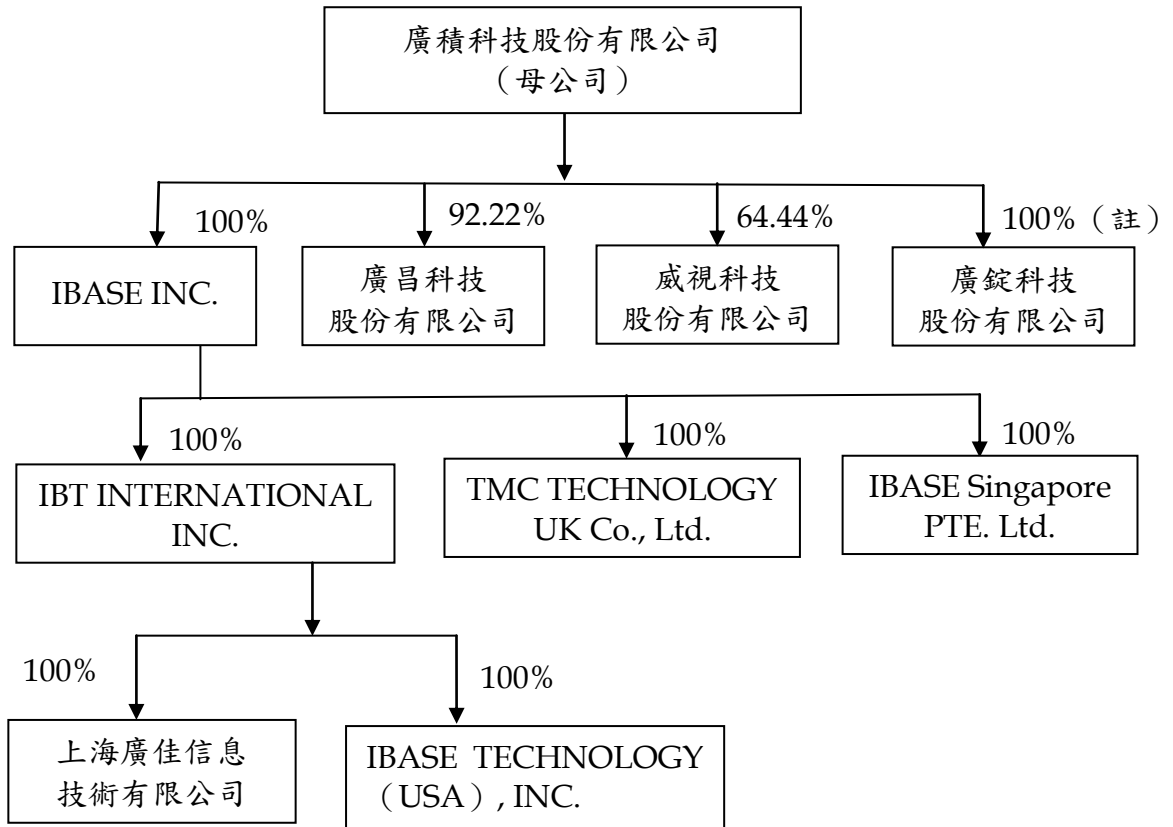 廣積科技股份有限公司
（母公司）
100%
92.22%
64.44%
100%（註）
IBASE INC.
廣昌科技
股份有限公司
威視科技
股份有限公司
廣錠科技
股份有限公司
100%
100%
100%
IBT INTERNATIONAL
INC.
TMC TECHNOLOGY
UK Co., Ltd.
IBASE Singapore
PTE. Ltd.
100%
100%
上海廣佳信息
技術有限公司
IBASE TECHNOLOGY
（USA）, INC.